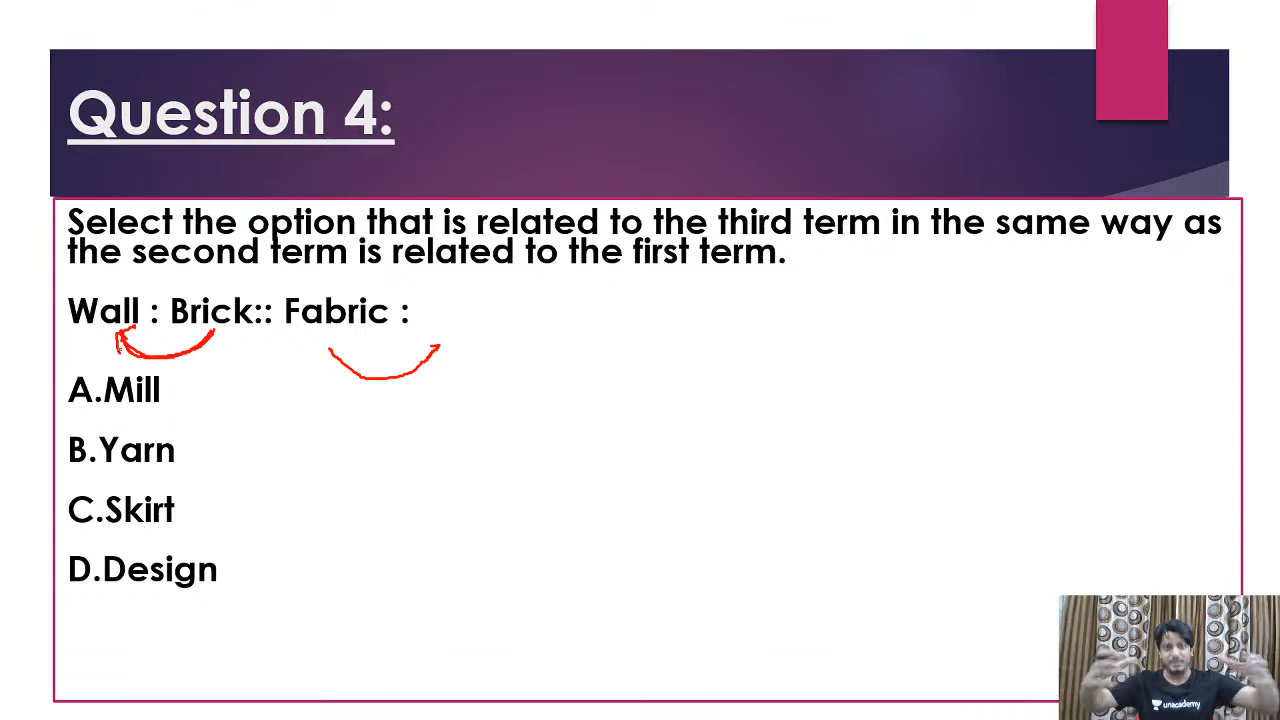 Question 4:
Select the option that is related to the third term in the same way as
the second term is related to the first term.
Wall : Brick:: Fabric :
A.Mill
B.Yarn
C.Skirt
D.Design
unacademy